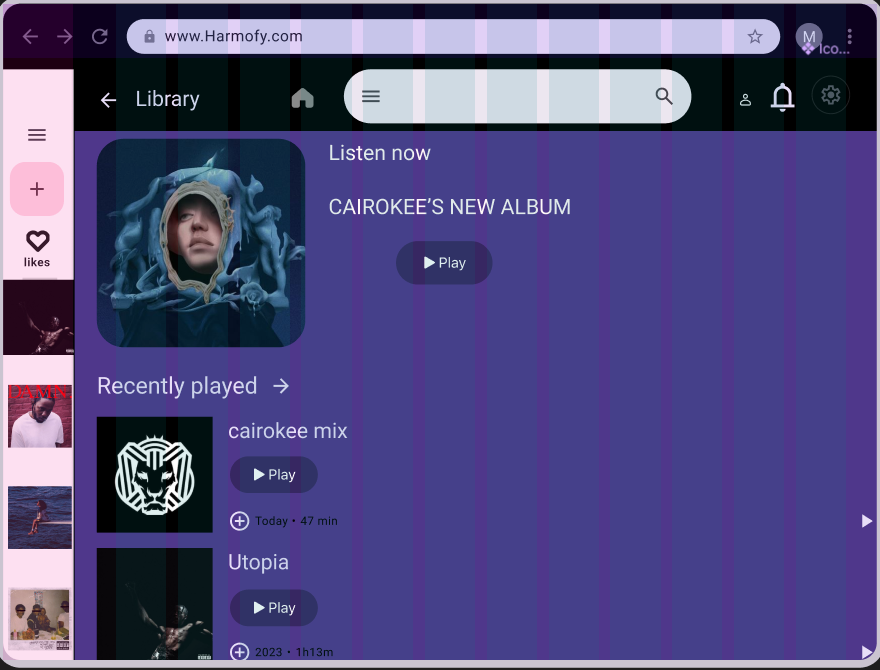 www.Harmofy.com
M
Ico...
Library
likes
Listen now
CAIROKEE’S NEW ALBUM
Play
DAMN.
Recently played
cairokee mix
Play
Today • 47 min
Utopia
Play
2023 • 1h13m